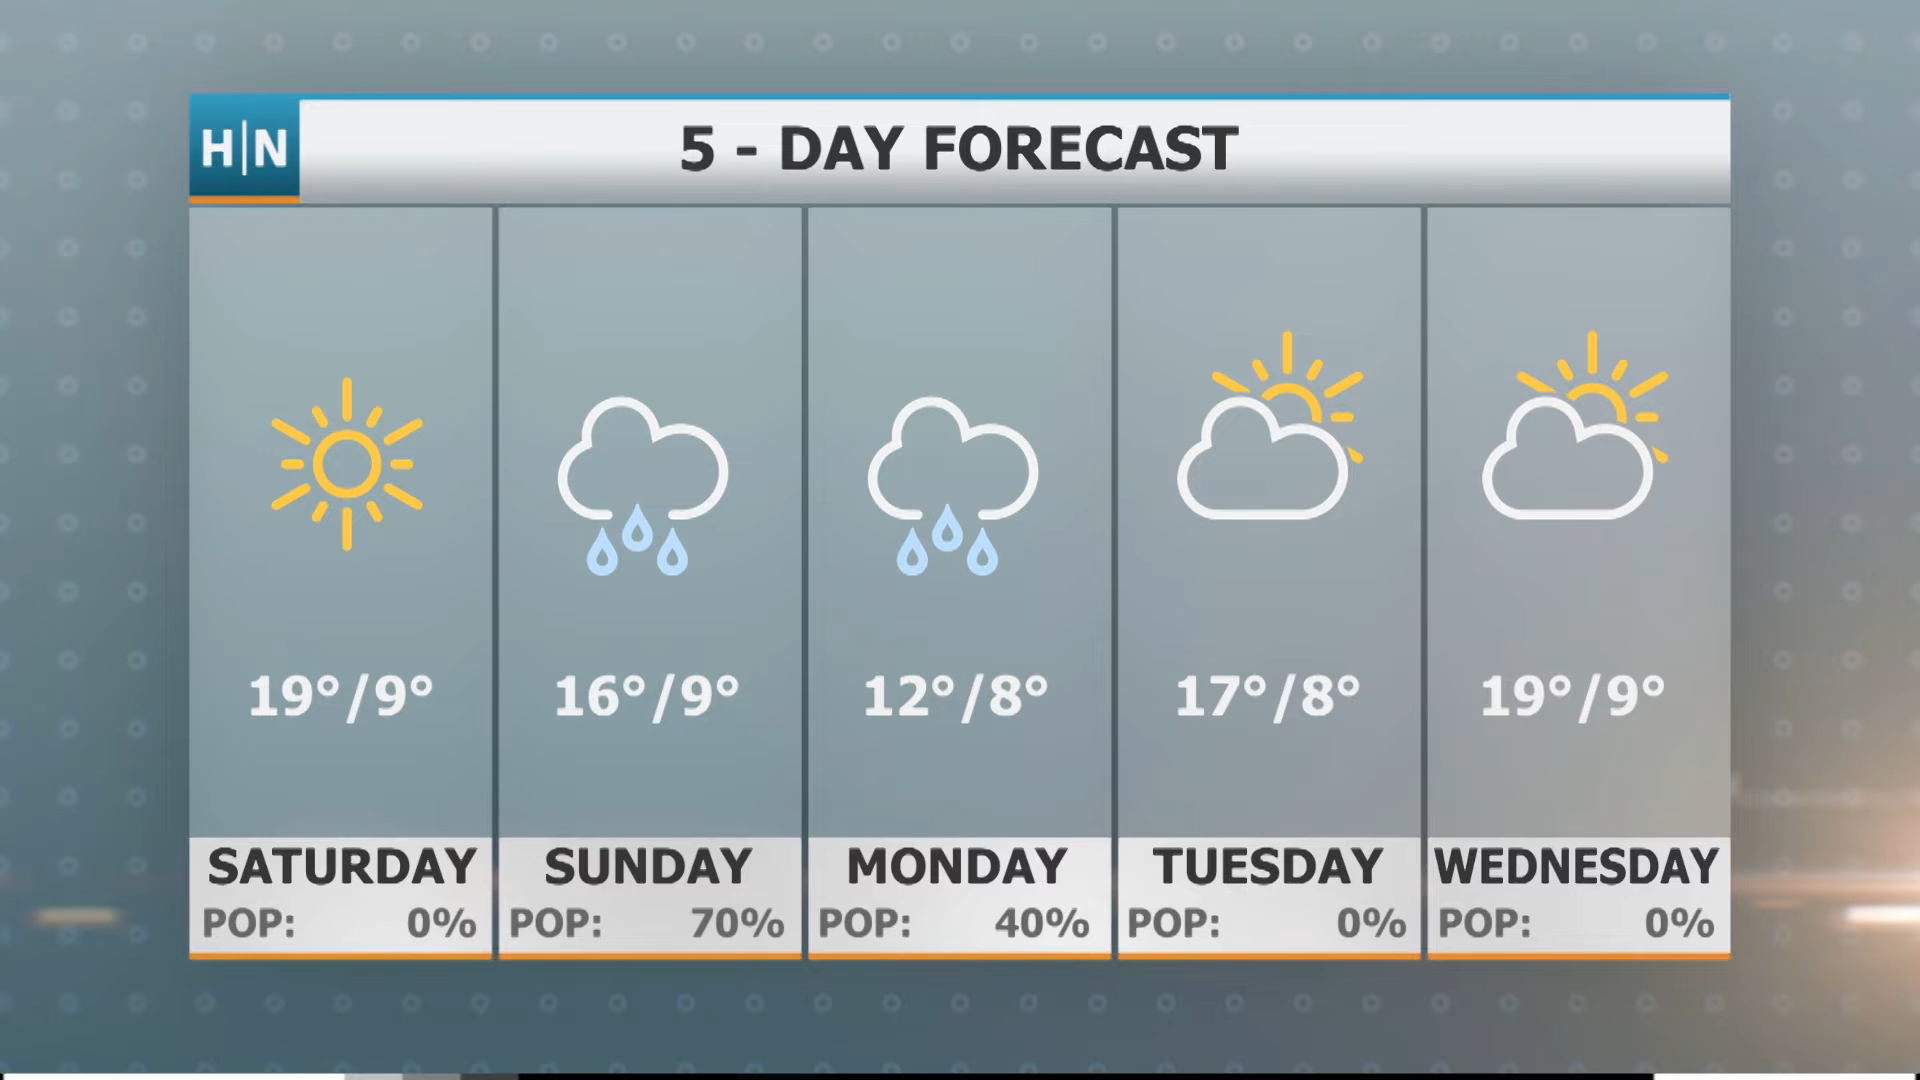 H|N
5 - DAY FORECAST
19°/9°
16°/9°
12°/8°
17°/8°
19°/9°
SATURDAY
POP: 0%
SUNDAY
POP: 70%
MONDAY
POP: 40%
TUESDAY
POP: 0%
WEDNESDAY
POP: 0%